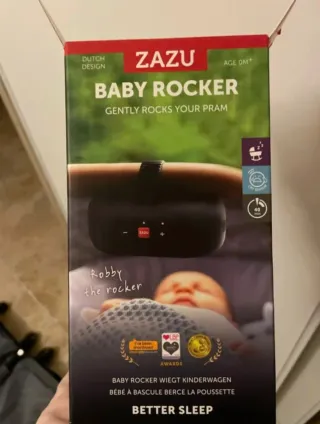 DUTCH
DESIGN
ZAZU
AGE 0M+
BABY ROCKER
GENTLY ROCKS YOUR PRAM
Robby
the rocker
AWARDS
BABY ROCKER WIEGT KINDERWAGEN
BÉBÉ À BASCULE BERCE LA POUSSETTE
BETTER SLEEP